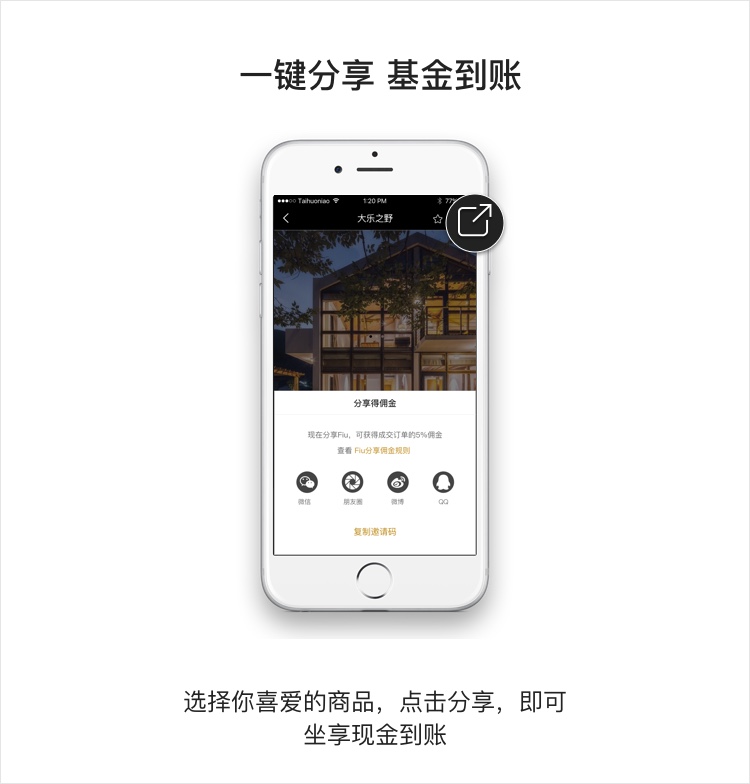 一键分享 基金到账
Taihuoniao 1:20 PM 77%
大乐之野
分享得佣金
现在分享Fiu，可获得成交订单的5%佣金
查看 Fiu分享佣金规则
微信 朋友圈 微博 QQ
复制邀请码
选择你喜爱的商品，点击分享，即可
坐享现金到账